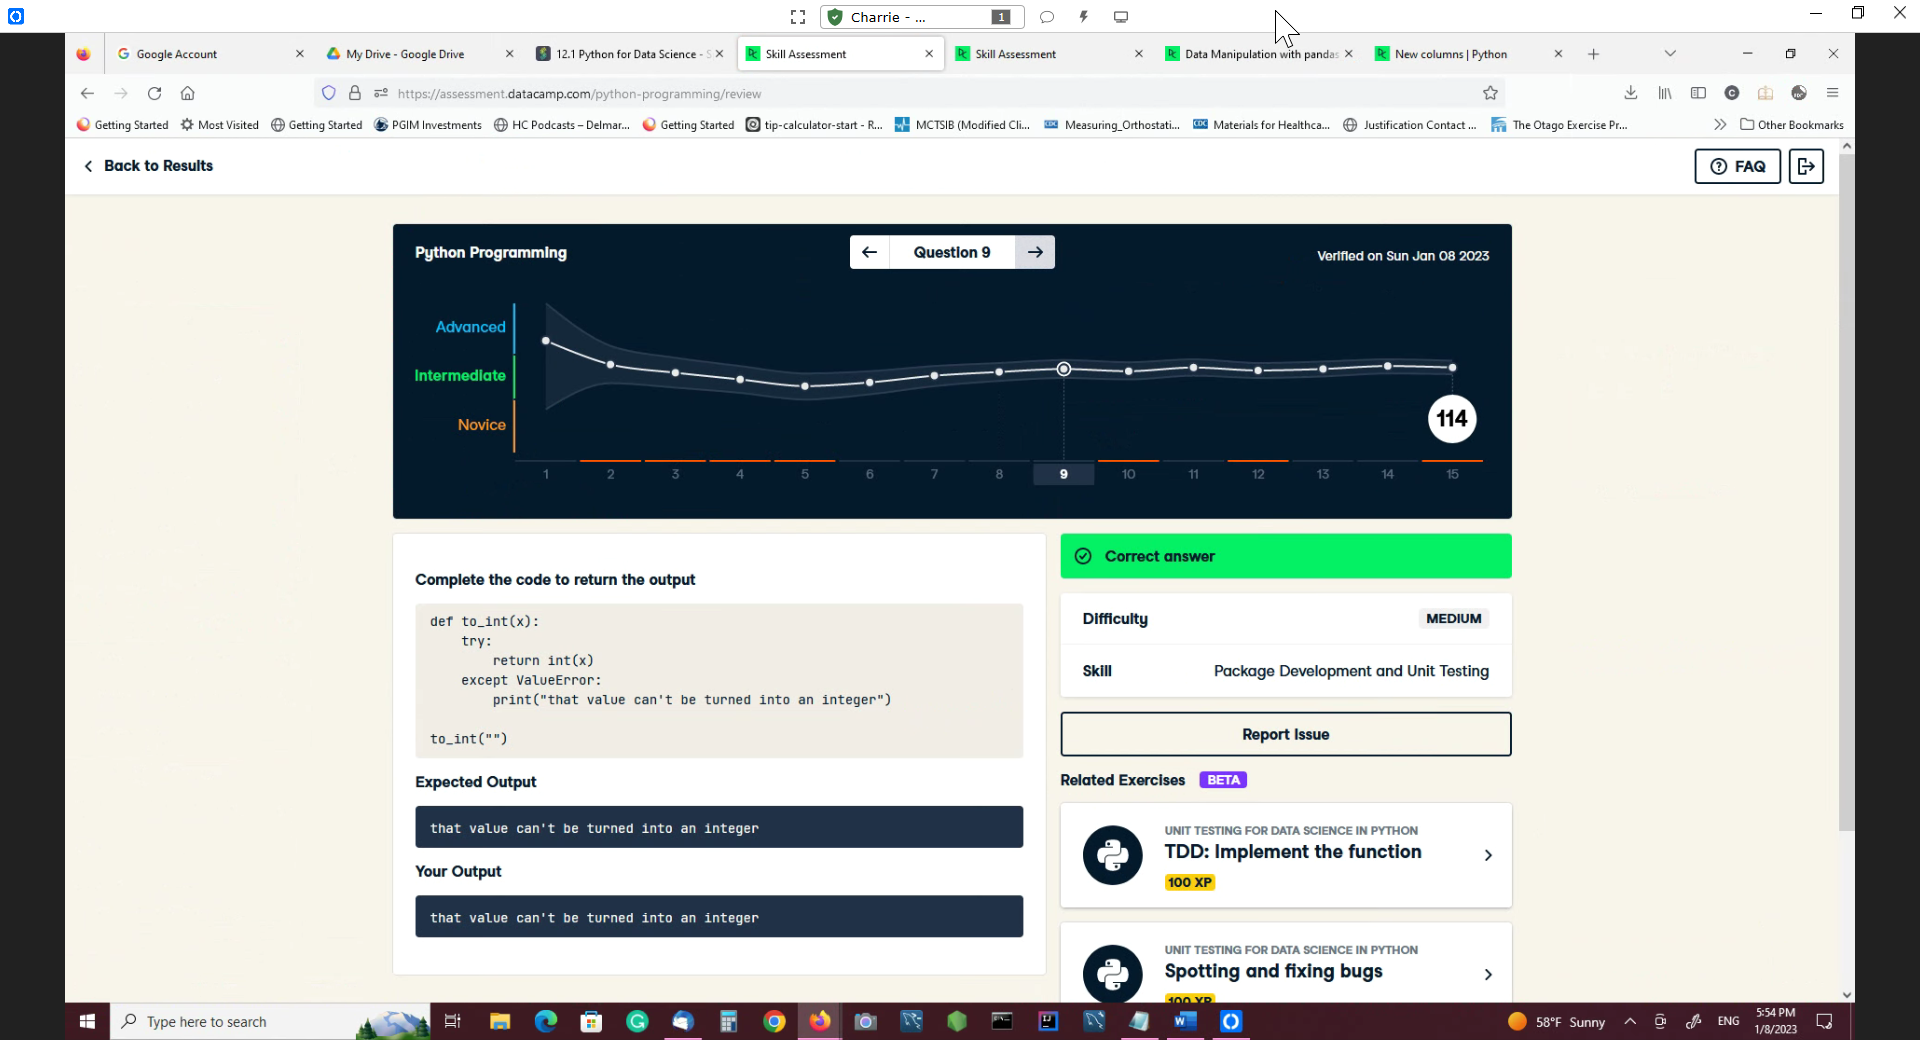 Charrie - ...
1
Google Account
My Drive - Google Drive
12.1 Python for Data Science - S
Skill Assessment
Skill Assessment
Data Manipulation with pandas
New columns | Python
https://assessment.datacamp.com/python-programming/review
Getting Started
Most Visited
Getting Started
PGIM Investments
HC Podcasts – Delmar...
Getting Started
tip-calculator-start - R...
MCTSIB (Modified Cli...
Measuring_Orthostati...
Materials for Healthca...
Justification Contact ...
The Otago Exercise Pr...
Other Bookmarks
Back to Results
FAQ
Python Programming
Question 9
Verified on Sun Jan 08 2023
Advanced
Intermediate
Novice
114
1 2 3 4 5 6 7 8 9 10 11 12 13 14 15
Complete the code to return the output
def to_int(x):
    try:
        return int(x)
    except ValueError:
        print("that value can't be turned into an integer")
to_int("")
Expected Output
that value can't be turned into an integer
Your Output
that value can't be turned into an integer
Correct answer
Difficulty
MEDIUM
Skill
Package Development and Unit Testing
Report Issue
Related Exercises
BETA
UNIT TESTING FOR DATA SCIENCE IN PYTHON
TDD: Implement the function
100 XP
UNIT TESTING FOR DATA SCIENCE IN PYTHON
Spotting and fixing bugs
100 XP
Type here to search
58°F Sunny
ENG
5:54 PM
1/8/2023